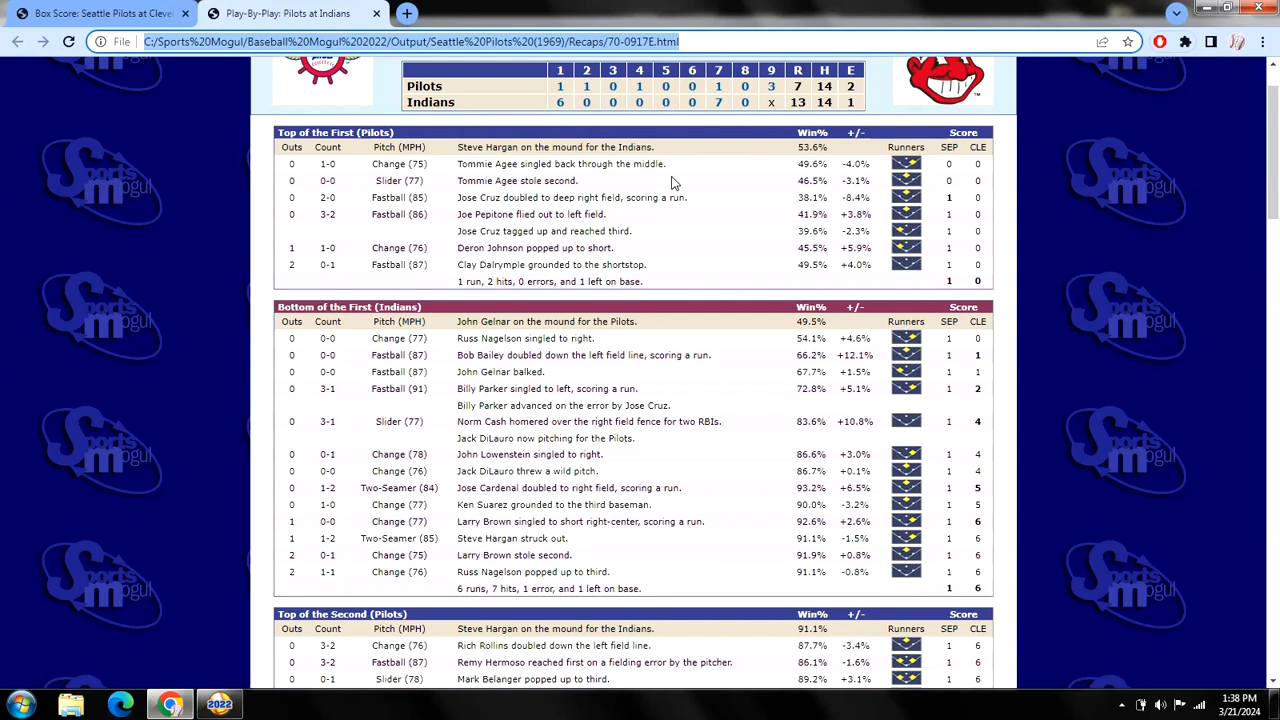 Box Score: Seattle Pilots at Clevel
Play-By-Play: Pilots at Indians
File C:/Sports%20Mogul/Baseball%20Mogul%202022/Output/Seattle%20Pilots%20(1969)/Recaps/70-0917E.html
1 2 3 4 5 6 7 8 9 R H E
Pilots 1 1 0 1 0 0 1 0 3 7 14 2
Indians 6 0 0 0 0 0 7 0 x 13 14 1
Top of the First (Pilots) Win% +/- Score
Outs Count Pitch (MPH) Steve Hargan on the mound for the Indians. 53.6% Runners SEP CLE
0 1-0 Change (75) Tommie Agee singled back through the middle. 49.6% -4.0% 0 0
0 0-0 Slider (77) Tommie Agee stole second. 46.5% -3.1% 0 0
0 2-0 Fastball (85) Jose Cruz doubled to deep right field, scoring a run. 38.1% -8.4% 1 0
0 3-2 Fastball (86) Joe Pepitone flied out to left field. 41.9% +3.8% 1 0
Jose Cruz tagged up and reached third. 39.6% -2.3% 1 0
1 1-0 Change (76) Deron Johnson popped up to short. 45.5% +5.9% 1 0
2 0-1 Fastball (87) Clay Dalrymple grounded to the shortstop. 49.5% +4.0% 1 0
1 run, 2 hits, 0 errors, and 1 left on base. 1 0
Bottom of the First (Indians) Win% +/- Score
Outs Count Pitch (MPH) John Gelnar on the mound for the Pilots. 49.5% Runners SEP CLE
0 0-0 Change (77) Russ Nagelson singled to right. 54.1% +4.6% 1 0
0 0-0 Fastball (87) Bob Bailey doubled down the left field line, scoring a run. 66.2% +12.1% 1 1
0 0-0 Fastball (87) John Gelnar balked. 67.7% +1.5% 1 1
0 3-1 Fastball (91) Billy Parker singled to left, scoring a run. 72.8% +5.1% 1 2
Billy Parker advanced on the error by Jose Cruz.
0 3-1 Slider (77) Norm Cash homered over the right field fence for two RBIs. 83.6% +10.8% 1 4
Jack DiLauro now pitching for the Pilots.
0 0-1 Change (78) John Lowenstein singled to right. 86.6% +3.0% 1 4
0 0-0 Change (76) Jack DiLauro threw a wild pitch. 86.7% +0.1% 1 4
0 1-2 Two-Seamer (84) Jose Cardenal doubled to right field, scoring a run. 93.2% +6.5% 1 5
0 1-0 Change (77) Ken Suarez grounded to the third baseman. 90.0% -3.2% 1 5
1 0-0 Change (77) Larry Brown singled to short right-center, scoring a run. 92.6% +2.6% 1 6
1 1-2 Two-Seamer (85) Steve Hargan struck out. 91.1% -1.5% 1 6
2 0-1 Change (75) Larry Brown stole second. 91.9% +0.8% 1 6
2 1-1 Change (76) Russ Nagelson popped up to third. 91.1% -0.8% 1 6
6 runs, 7 hits, 1 error, and 1 left on base. 1 6
Top of the Second (Pilots) Win% +/- Score
Outs Count Pitch (MPH) Steve Hargan on the mound for the Indians. 91.1% Runners SEP CLE
0 3-2 Change (76) Rich Rollins doubled down the left field line. 87.7% -3.4% 1 6
0 3-2 Fastball (87) Remy Hermoso reached first on a fielding error by the pitcher. 86.1% -1.6% 1 6
0 0-1 Slider (78) Mark Belanger popped up to third. 89.2% +3.1% 1 6
Sports Mogul
2022
1:38 PM
3/21/2024